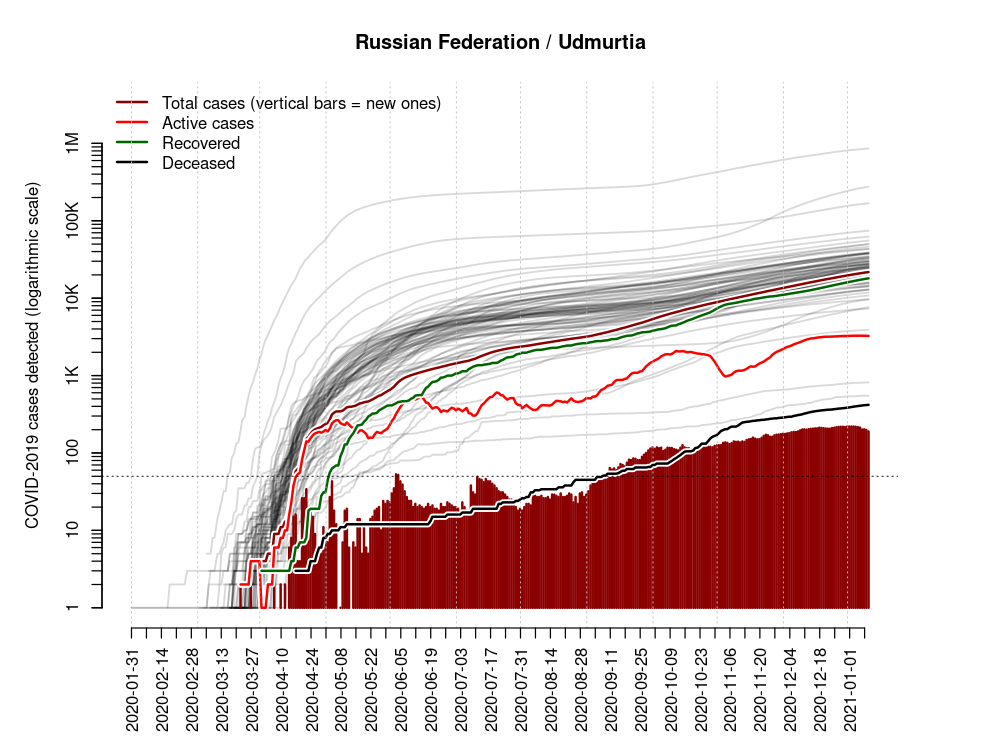 Russian Federation / Udmurtia
Total cases (vertical bars = new ones)
Active cases
Recovered
Deceased
COVID-2019 cases detected (logarithmic scale)
1M
100K
10K
1K
100
10
1
2020-01-31
2020-02-14
2020-02-28
2020-03-13
2020-03-27
2020-04-10
2020-04-24
2020-05-08
2020-05-22
2020-06-05
2020-06-19
2020-07-03
2020-07-17
2020-07-31
2020-08-14
2020-08-28
2020-09-11
2020-09-25
2020-10-09
2020-10-23
2020-11-06
2020-11-20
2020-12-04
2020-12-18
2021-01-01